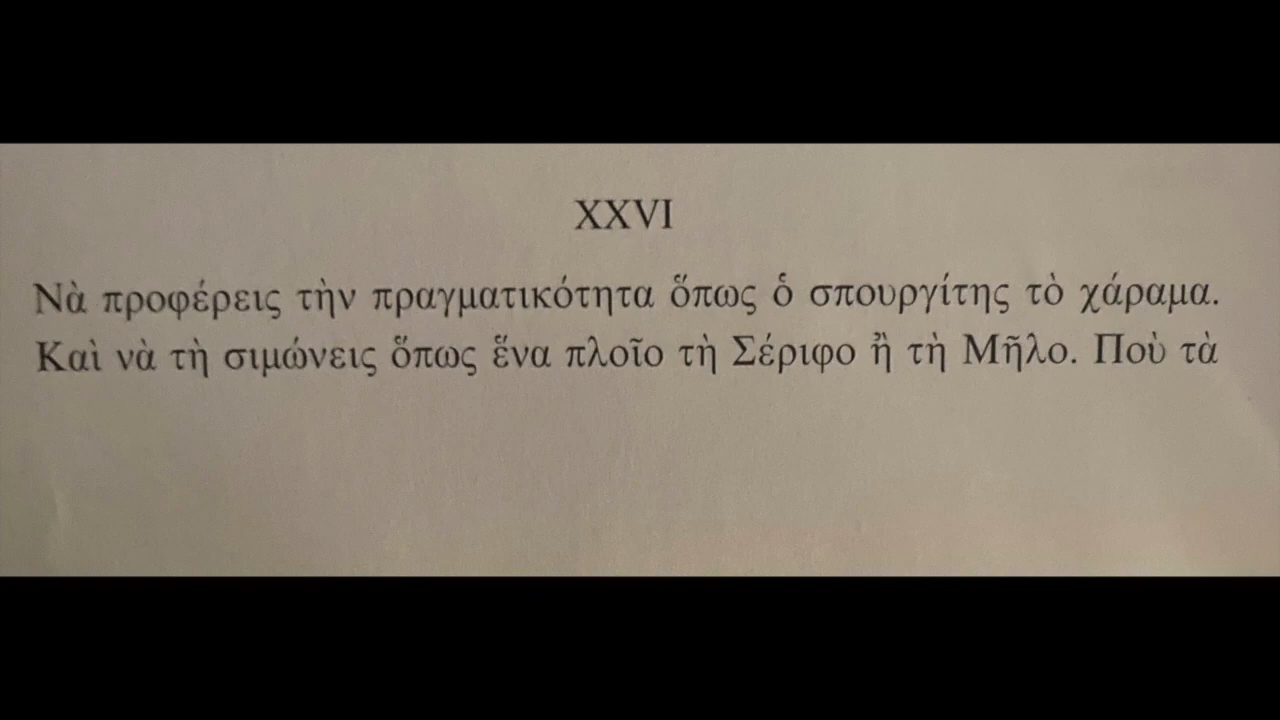 XXVI
Νὰ προφέρεις τὴν πραγματικότητα ὅπως ὁ σπουργίτης τὸ χάραμα.
Καὶ νὰ τὴ σιμώνεις ὅπως ἕνα πλοῖο τὴ Σέριφο ἢ τὴ Μῆλο. Ποὺ τὰ